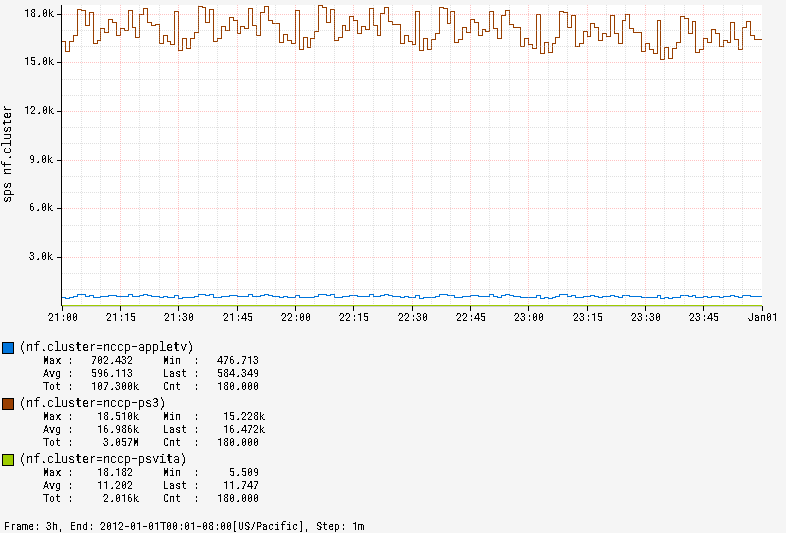 sps nf.cluster
18.0k
15.0k
12.0k
9.0k
6.0k
3.0k
21:00 21:15 21:30 21:45 22:00 22:15 22:30 22:45 23:00 23:15 23:30 23:45 Jan01
(nf.cluster=nccp-appletv)
Max : 702.432 Min : 476.713
Avg : 596.113 Last : 584.349
Tot : 107.300k Cnt : 180.000
(nf.cluster=nccp-ps3)
Max : 18.510k Min : 15.228k
Avg : 16.986k Last : 16.472k
Tot : 3.057M Cnt : 180.000
(nf.cluster=nccp-psvita)
Max : 18.182 Min : 5.509
Avg : 11.202 Last : 11.747
Tot : 2.016k Cnt : 180.000
Frame: 3h, End: 2012-01-01T00:01-08:00[US/Pacific], Step: 1m